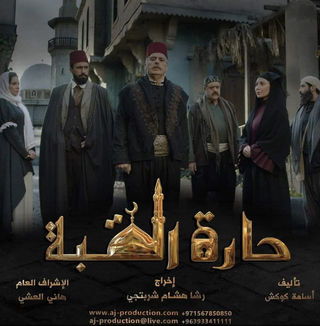 حارة القبة
تأليف
أسامة كوكش
إخراج
رشا هشام شربتجي
الإشراف العام
هاني العشي
www.aj-production.com +971567850850
aj-production@live.com +963933411111